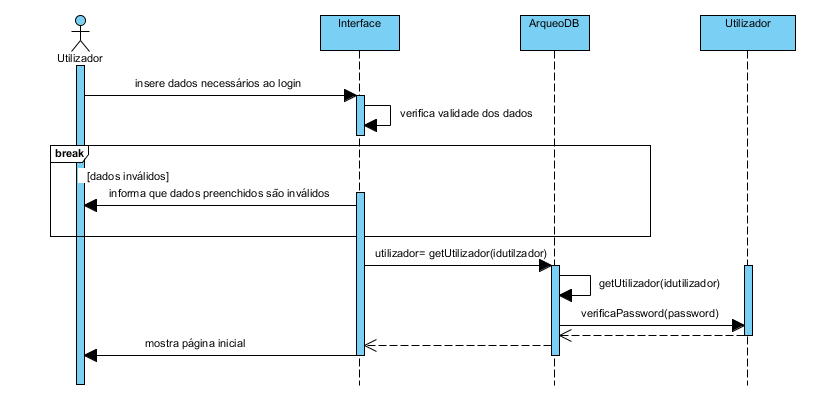 Interface
ArqueoDB
Utilizador
Utilizador
insere dados necessários ao login
verifica validade dos dados
break
[dados inválidos]
informa que dados preenchidos são inválidos
utilizador= getUtilizador(idutilzador)
getUtilizador(idutilizador)
verificaPassword(password)
mostra página inicial